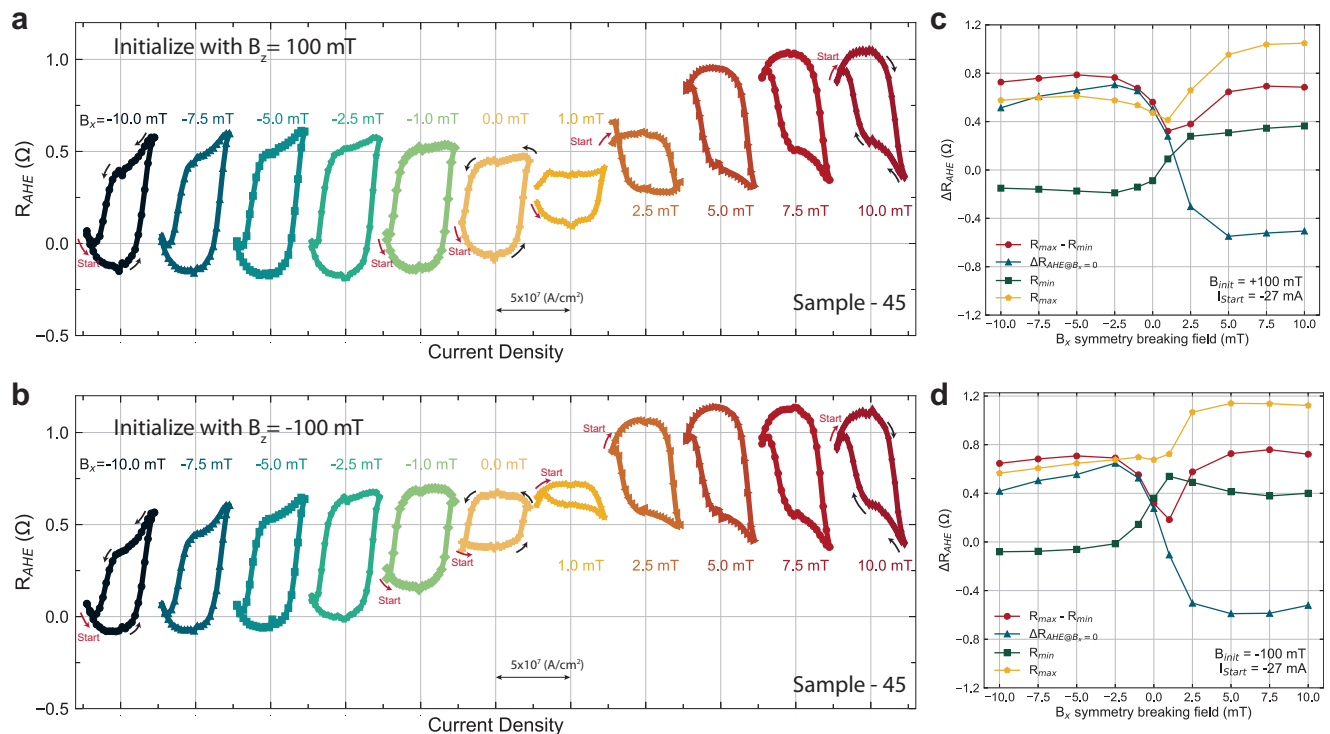 a
Initialize with B_z= 100 mT
B_x=-10.0 mT -7.5 mT -5.0 mT -2.5 mT -1.0 mT 0.0 mT 1.0 mT
2.5 mT 5.0 mT 7.5 mT 10.0 mT
Start Start Start Start Start Start
5x10⁷ (A/cm²)
Sample - 45
R_AHE (Ω)
1.0
0.5
0.0
−0.5
Current Density
b
Initialize with B_z= -100 mT
B_x=-10.0 mT -7.5 mT -5.0 mT -2.5 mT -1.0 mT 0.0 mT
1.0 mT 2.5 mT 5.0 mT 7.5 mT 10.0 mT
Start Start Start Start Start Start
5x10⁷ (A/cm²)
Sample - 45
R_AHE (Ω)
1.0
0.5
0.0
−0.5
Current Density
c
ΔR_AHE (Ω)
1.2
0.8
0.4
0.0
−0.4
−0.8
−1.2
R_max - R_min
ΔR_AHE@B_x = 0
R_min
R_max
B_init = +100 mT
I_Start = -27 mA
−10.0 −7.5 −5.0 −2.5 0.0 2.5 5.0 7.5 10.0
B_x symmetry breaking field (mT)
d
ΔR_AHE (Ω)
1.2
0.8
0.4
0.0
−0.4
−0.8
−1.2
R_max - R_min
ΔR_AHE@B_x = 0
R_min
R_max
B_init = -100 mT
I_Start = -27 mA
−10.0 −7.5 −5.0 −2.5 0.0 2.5 5.0 7.5 10.0
B_x symmetry breaking field (mT)